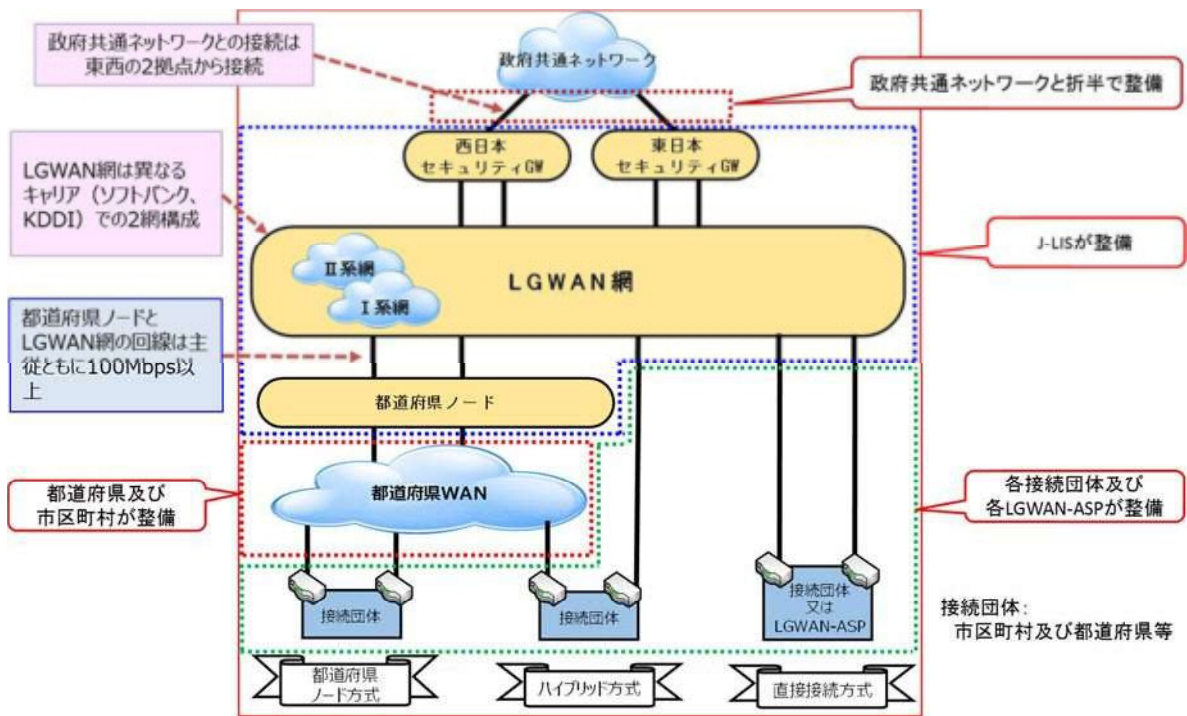 政府共通ネットワークとの接続は
東西の2拠点から接続
政府共通ネットワーク
政府共通ネットワークと折半で整備
西日本
セキュリティGW
東日本
セキュリティGW
LGWAN網は異なる
キャリア（ソフトバンク、
KDDI）での2網構成
J-LISが整備
Ⅱ系網
Ⅰ系網
LGWAN網
都道府県ノードと
LGWAN網の回線は主
従ともに100Mbps以
上
都道府県ノード
都道府県WAN
都道府県及び
市区町村が整備
各接続団体及び
各LGWAN-ASPが整備
接続団体
接続団体
接続団体
又は
LGWAN-ASP
接続団体：
市区町村及び都道府県等
都道府県
ノード方式
ハイブリッド方式
直接接続方式